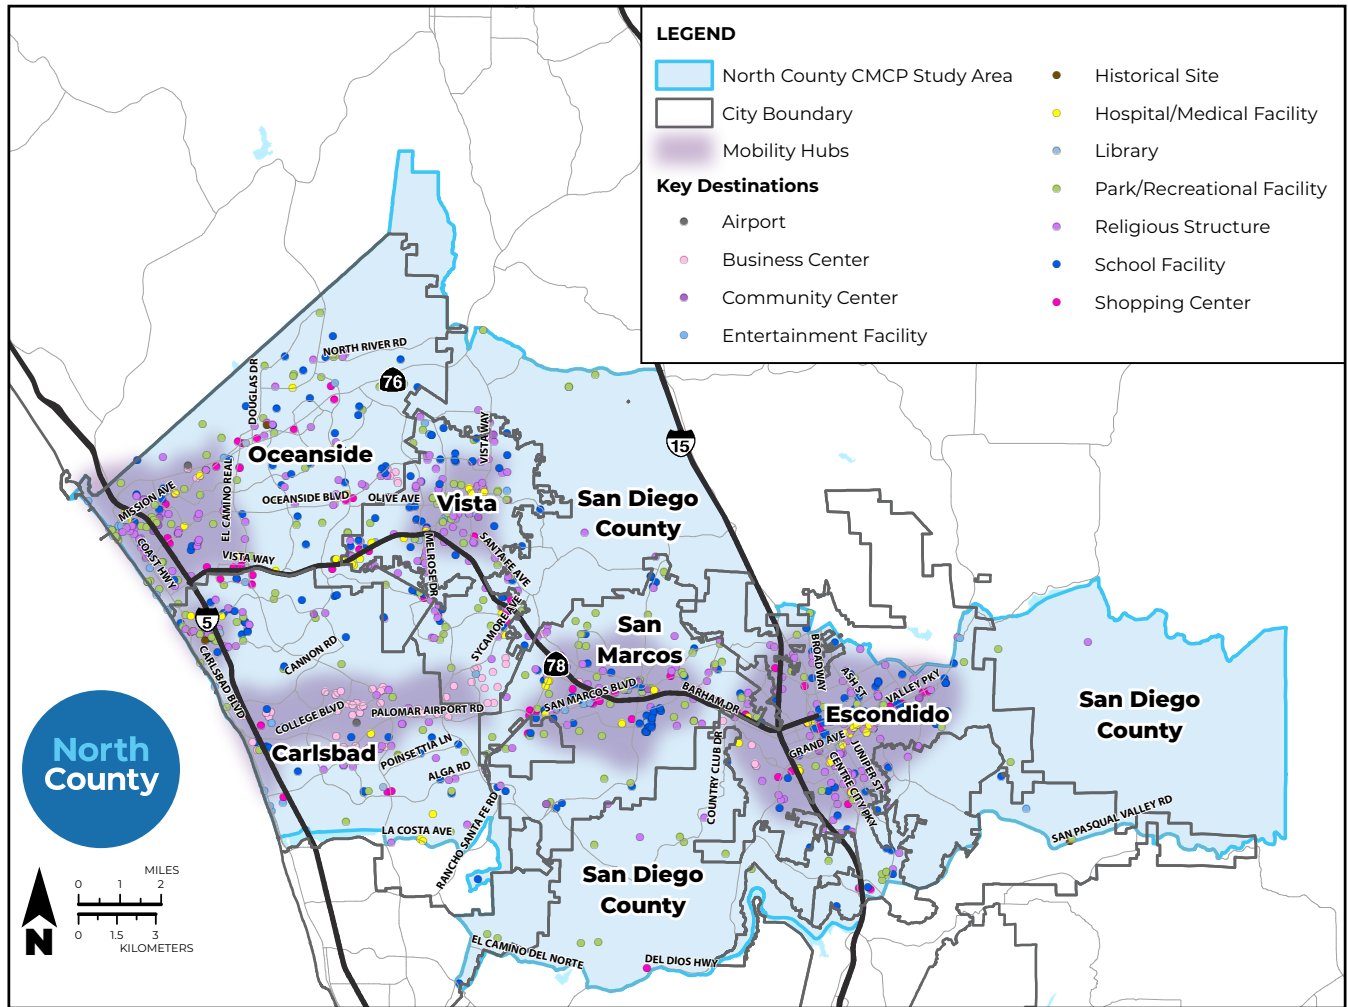 LEGEND
North County CMCP Study Area
City Boundary
Mobility Hubs
Key Destinations
Airport
Business Center
Community Center
Entertainment Facility
Historical Site
Hospital/Medical Facility
Library
Park/Recreational Facility
Religious Structure
School Facility
Shopping Center
NORTH RIVER RD
76
DOUGLAS DR
Oceanside
VISTA WAY
15
MISSION AVE
EL CAMINO REAL
OCEANSIDE BLVD
OLIVE AVE
Vista
San Diego
County
COAST HWY
VISTA WAY
MELROSE DR
SANTA FE AVE
5
SYCAMORE AVE
San
Marcos
CANNON RD
78
CARLSBAD BLVD
BROADWAY
ASH ST
VALLEY PKY
SAN MARCOS BLVD
BARHAM DR
COLLEGE BLVD
PALOMAR AIRPORT RD
Escondido
San Diego
County
Carlsbad
POINSETTIA LN
ALGA RD
GRAND AVE
JUNIPER ST
CENTRE CITY PKY
COUNTRY CLUB DR
North
County
LA COSTA AVE
RANCHO SANTA FE RD
SAN PASQUAL VALLEY RD
San Diego
County
EL CAMINO DEL NORTE
DEL DIOS HWY
MILES
0 1 2
0 1.5 3
KILOMETERS
N